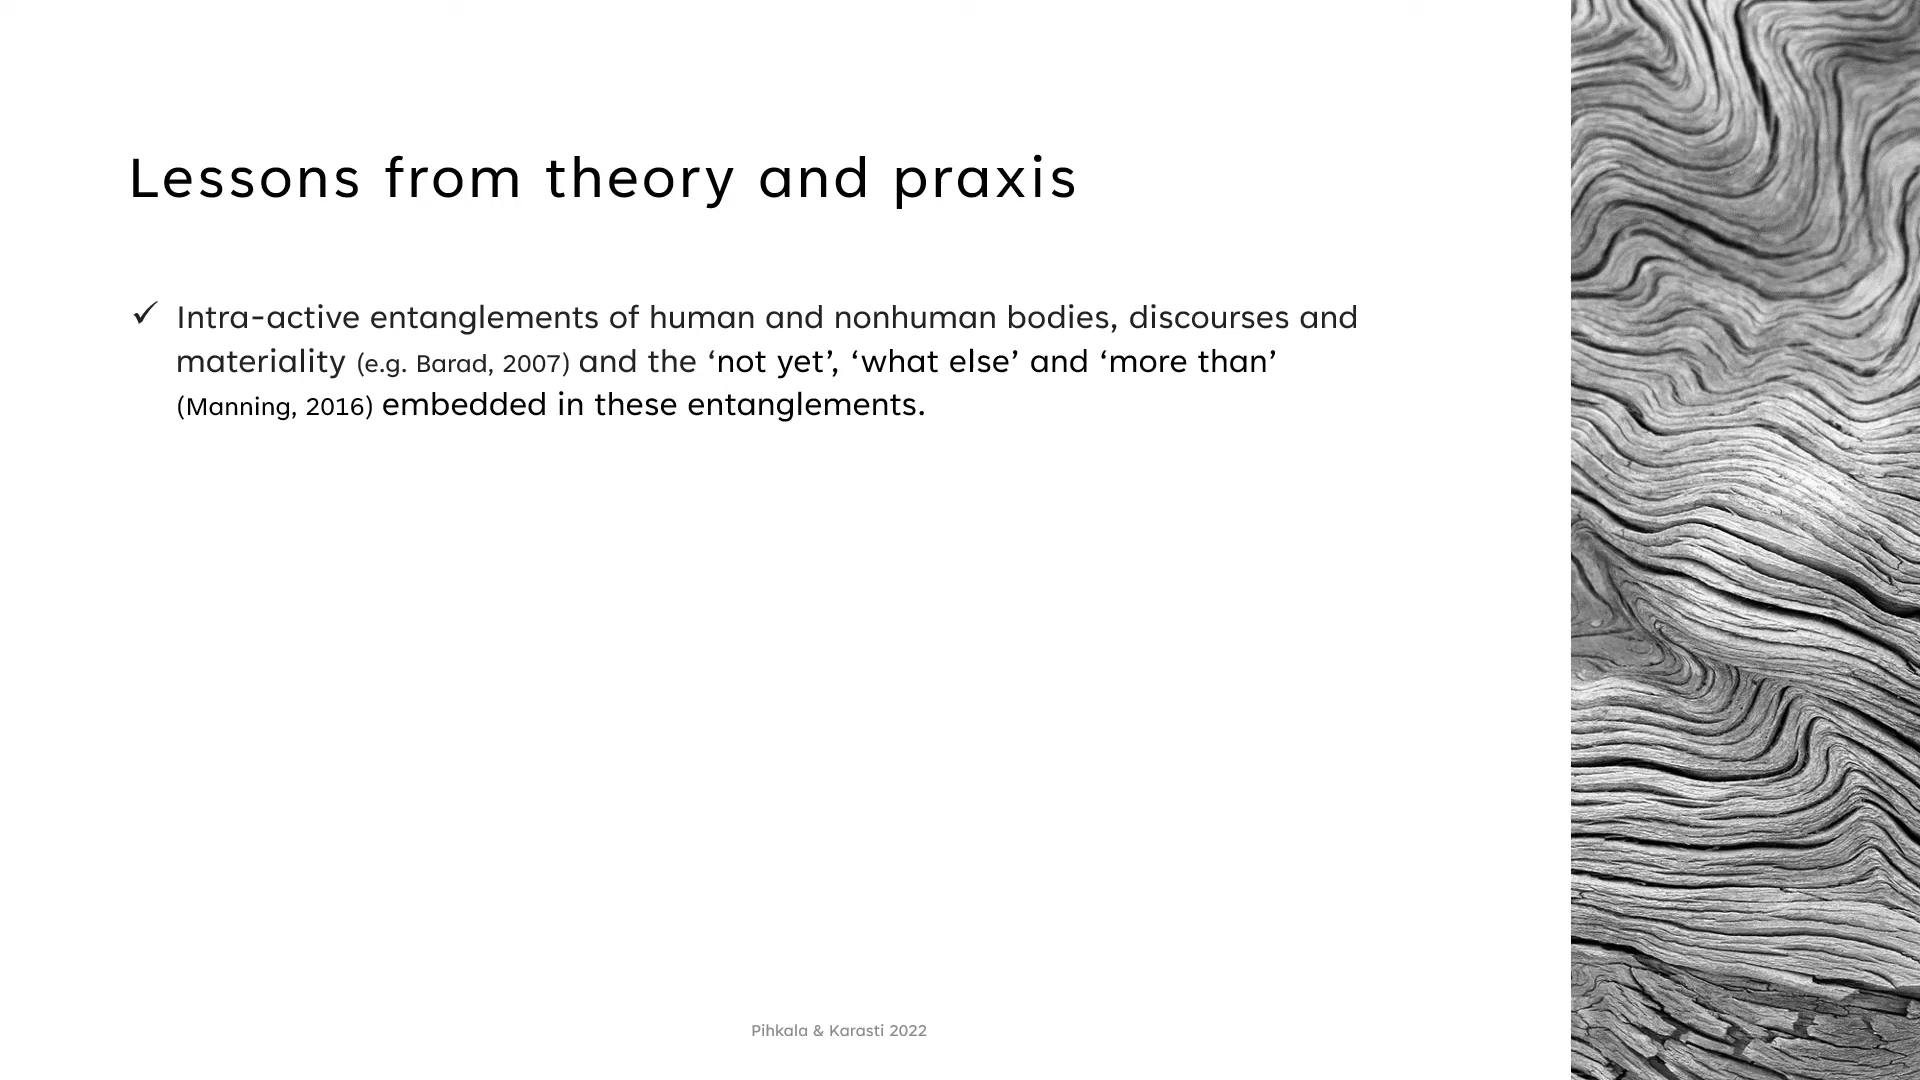 Lessons from theory and praxis
✓ Intra-active entanglements of human and nonhuman bodies, discourses and
materiality (e.g. Barad, 2007) and the ‘not yet’, ‘what else’ and ‘more than’
(Manning, 2016) embedded in these entanglements.
Pihkala & Karasti 2022